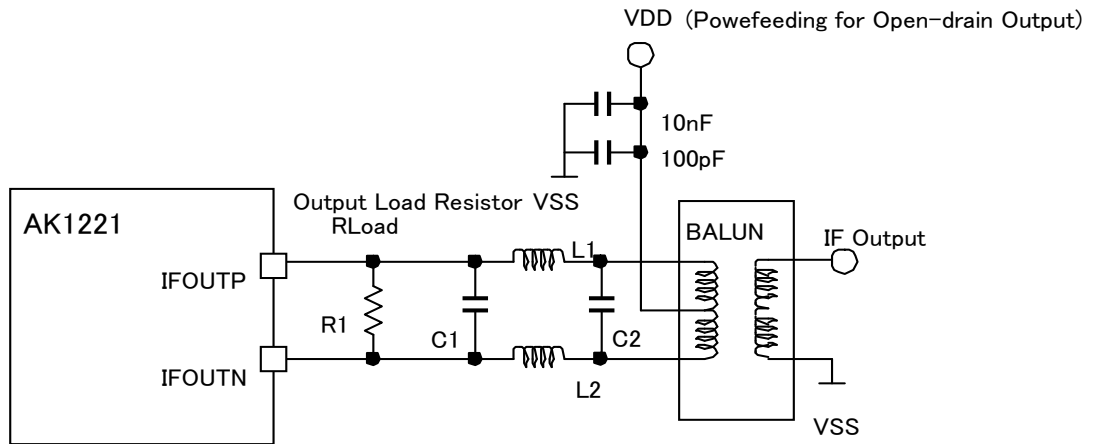 VDD (Powefeeding for Open-drain Output)
10nF
100pF
Output Load Resistor VSS
RLoad
AK1221
BALUN
IF Output
L1
IFOUTP
R1
C1
C2
IFOUTN
L2
VSS